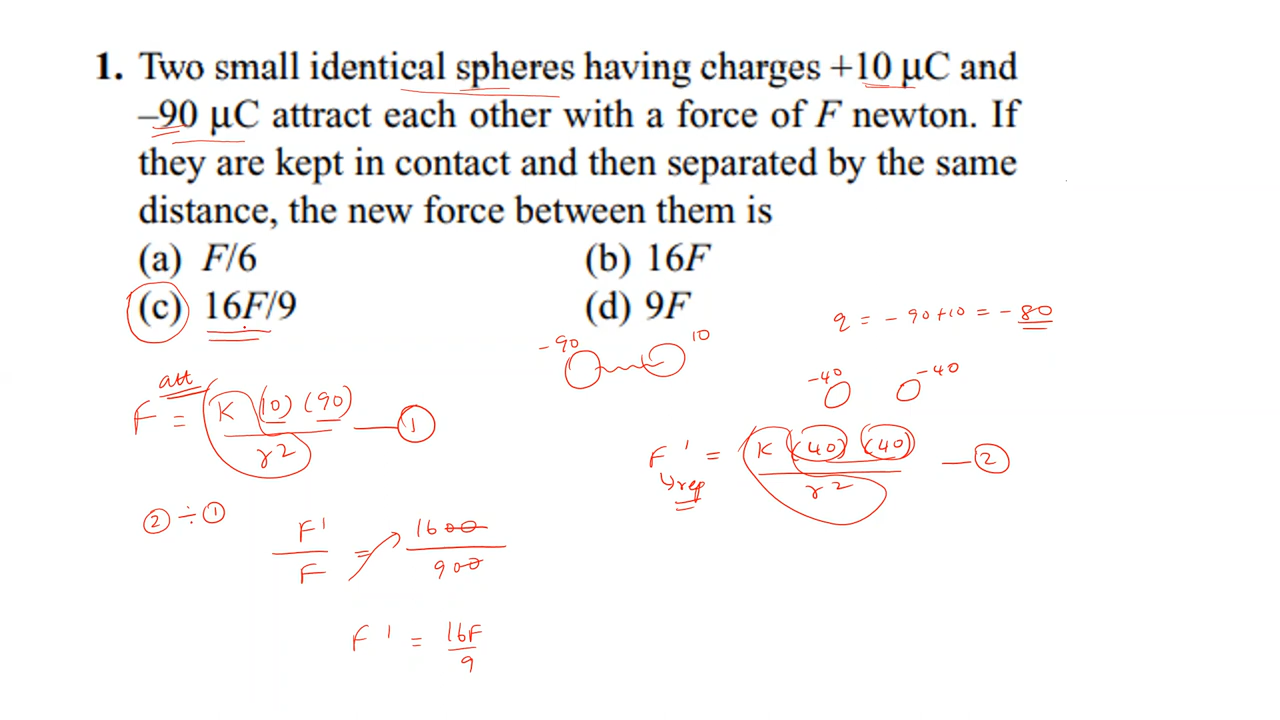 1. Two small identical spheres having charges +10 μC and
–90 μC attract each other with a force of F newton. If
they are kept in contact and then separated by the same
distance, the new force between them is
(a) F/6 (b) 16F
(c) 16F/9 (d) 9F
q = - 90+10 = - 80
-90 10
-40 -40
att
F = K (10) (90) / r2 — 1
F' = K (40) (40) / r2 — 2
rep
2 ÷ 1
F' / F = 1600 / 900
F' = 16F / 9